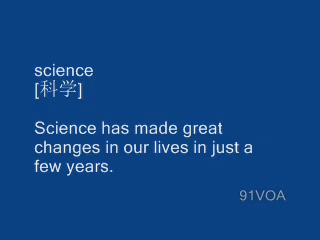 science
[科学]
Science has made great
changes in our lives in just a
few years.
91VOA